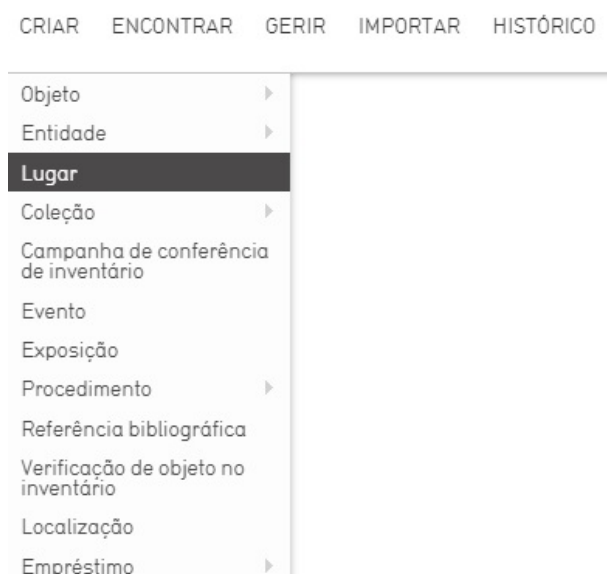 CRIAR ENCONTRAR GERIR IMPORTAR HISTÓRICO
Objeto
Entidade
Lugar
Coleção
Campanha de conferência
de inventário
Evento
Exposição
Procedimento
Referência bibliográfica
Verificação de objeto no
inventário
Localização
Empréstimo